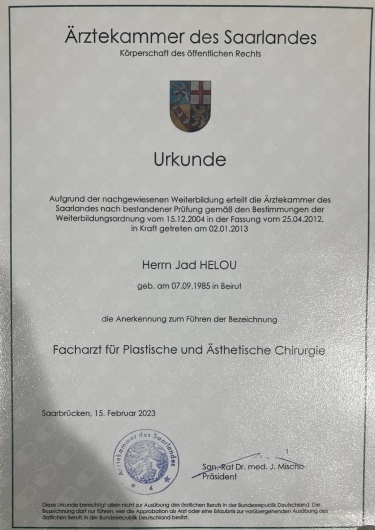 Ärztekammer des Saarlandes
Körperschaft des öffentlichen Rechts
Urkunde
Aufgrund der nachgewiesenen Weiterbildung erteilt die Ärztekammer des
Saarlandes nach bestandener Prüfung gemäß den Bestimmungen der
Weiterbildungsordnung vom 15.12.2004 in der Fassung vom 25.04.2012,
in Kraft getreten am 02.01.2013
Herrn Jad HELOU
geb. am 07.09.1985 in Beirut
die Anerkennung zum Führen der Bezeichnung
Facharzt für Plastische und Ästhetische Chirurgie
Saarbrücken, 15. Februar 2023
Ärztekammer des Saarlandes
San.-Rat Dr. med. J. Mischo
Präsident
Diese Urkunde berechtigt allein nicht zur Ausübung des ärztlichen Berufs in der Bundesrepublik Deutschland. Die
Bezeichnung darf nur führen, wer die Approbation als Arzt oder eine Erlaubnis zur vorübergehenden Ausübung des
ärztlichen Berufs in der Bundesrepublik Deutschland besitzt.